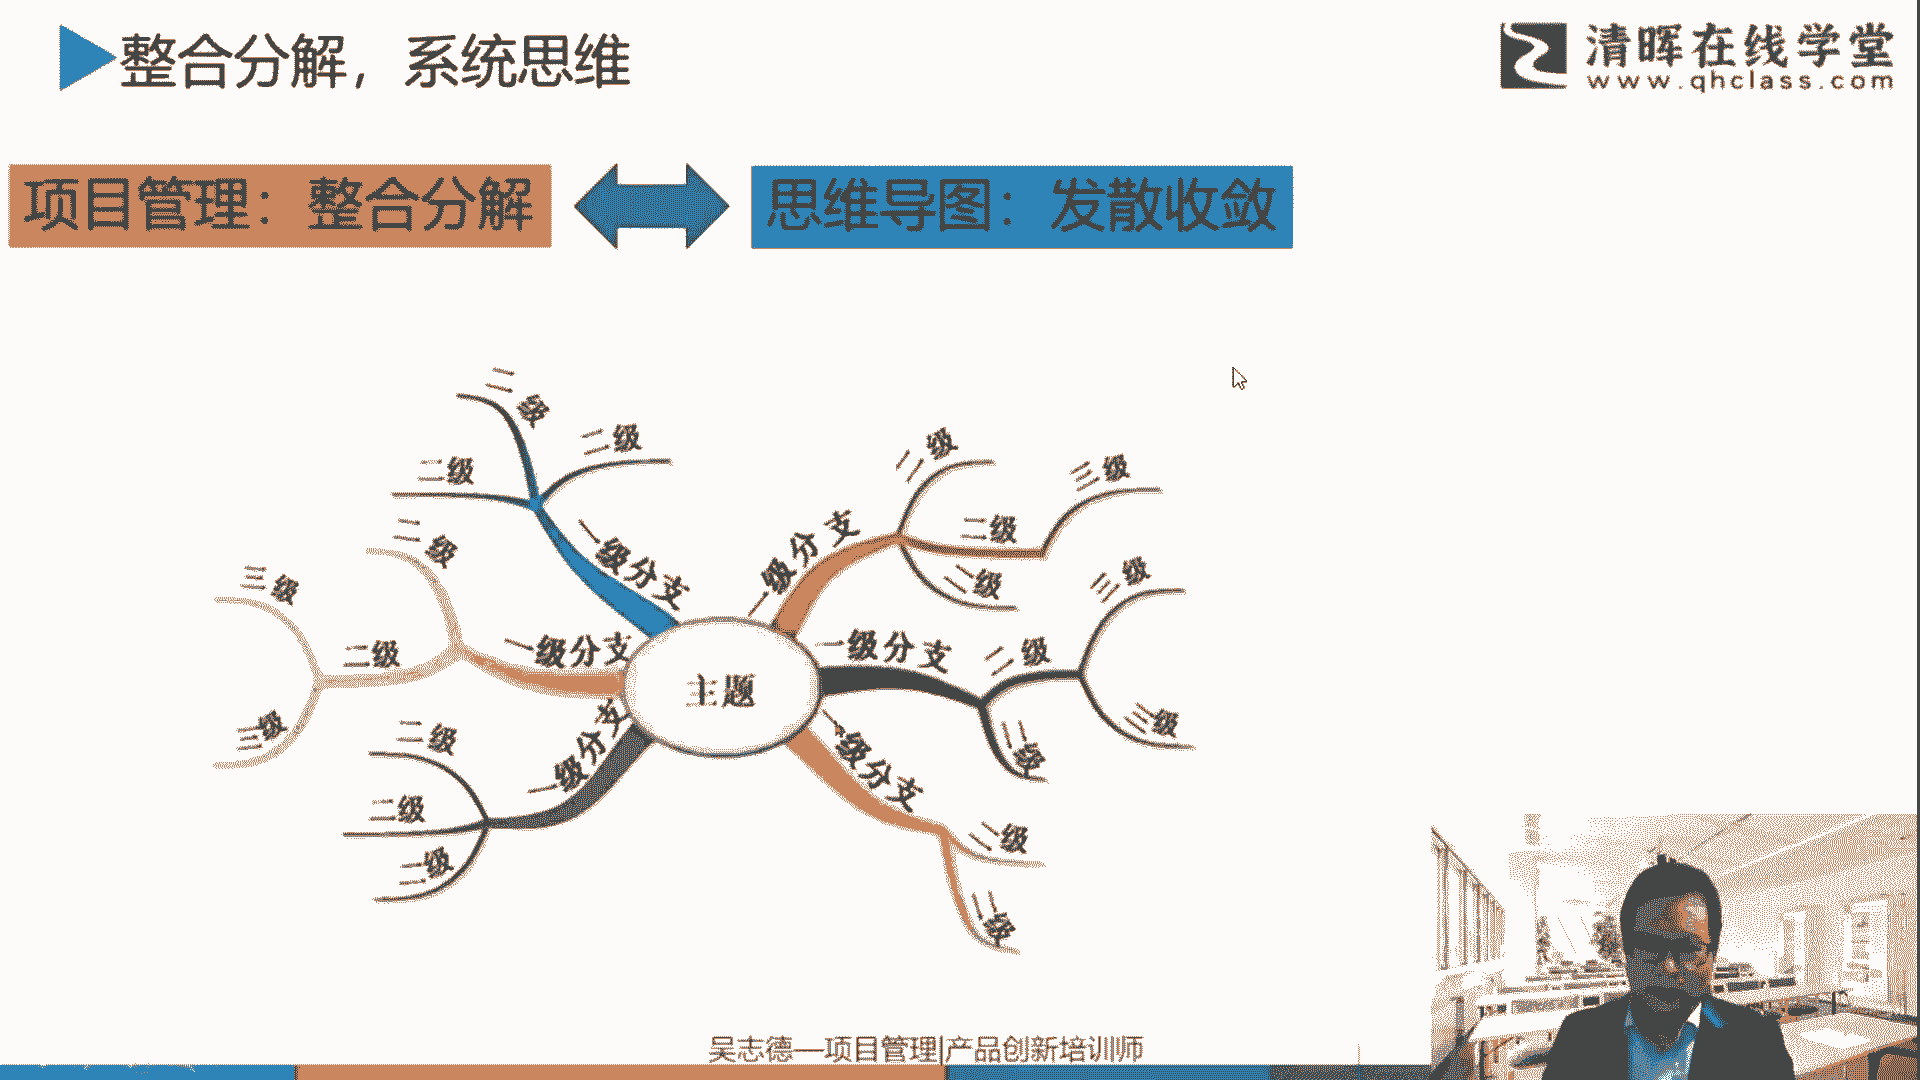 整合分解，系统思维
清晖在线学堂
www.qhclass.com
项目管理：整合分解
思维导图：发散收敛
二级
二级
二级
一级分支
二级
三级
二级
二级
一级分支
三级
二级
二级
三级
一级分支
二级
三级
一级分支
二级
三级
主题
二级
二级
二级
一级分支
一级分支
二级
二级
吴志德—项目管理|产品创新培训师